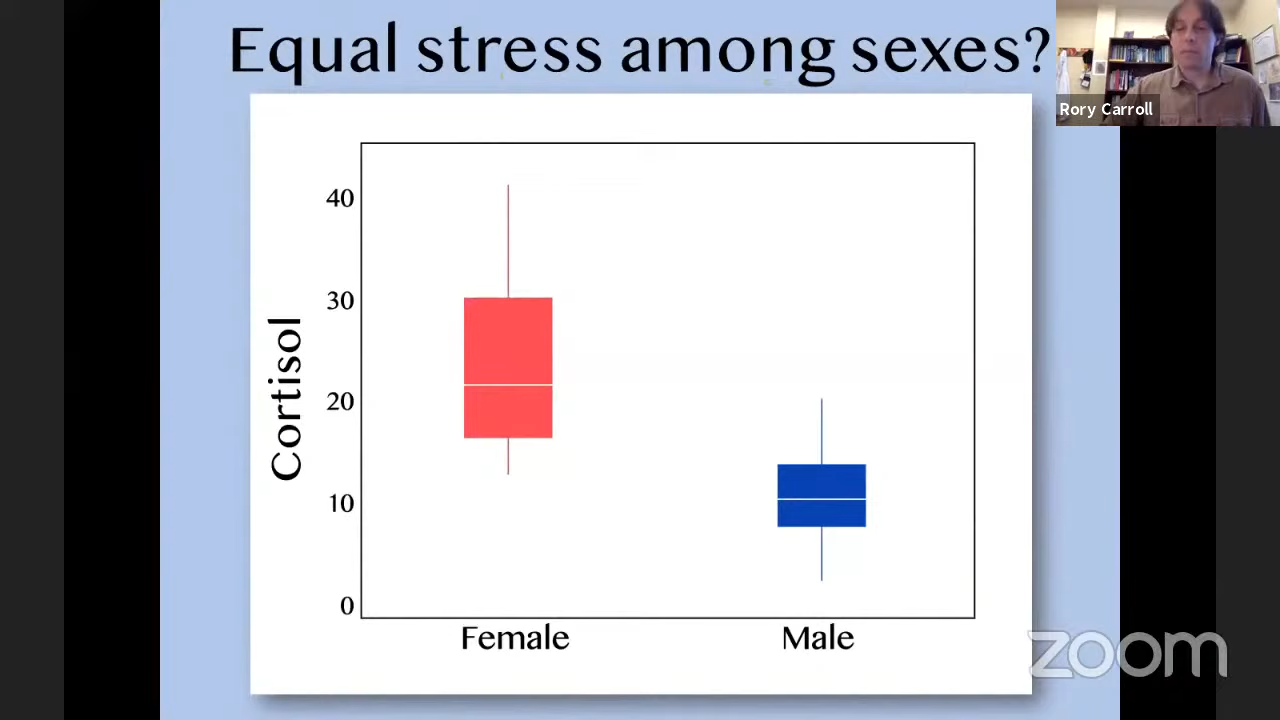 Equal stress among sexes?
Rory Carroll
40
30
20
10
0
Cortisol
Female
Male
zoom